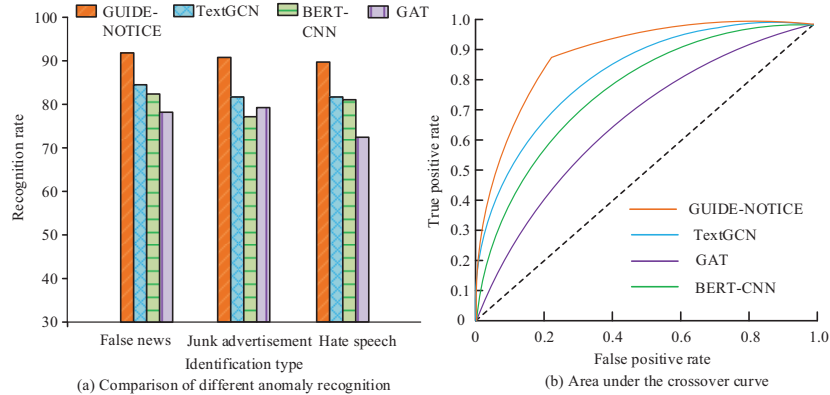 GUIDE-NOTICE
TextGCN
BERT-CNN
GAT
100
90
80
70
90
50
40
30
Recognition rate
False news
Junk advertisement
Hate speech
Identification type
(a) Comparison of different anomaly recognition
1.0
0.9
0.8
0.7
0.6
0.5
0.4
0.3
0.2
0.1
0
True positive rate
GUIDE-NOTICE
TextGCN
GAT
BERT-CNN
0
0.2
0.4
0.6
0.8
1.0
False positive rate
(b) Area under the crossover curve